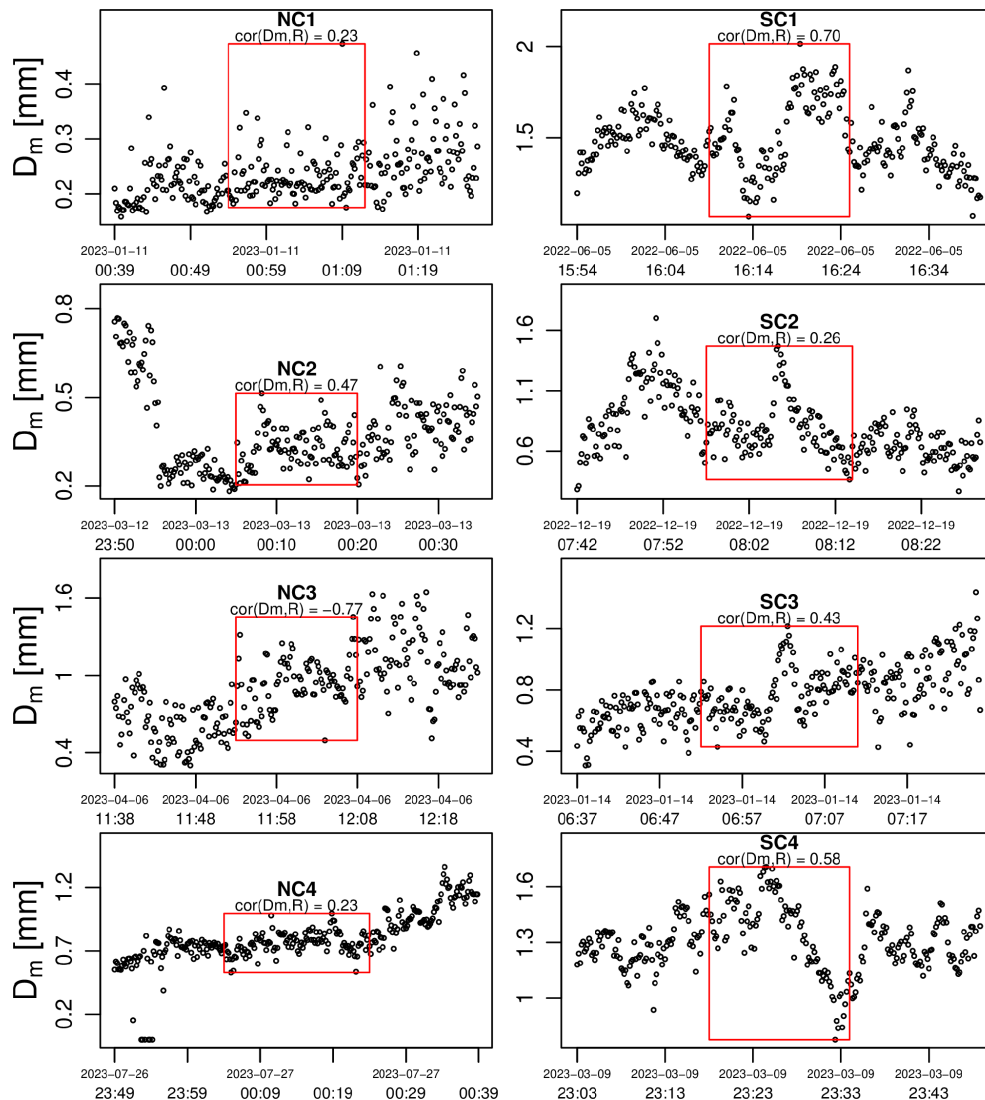 NC1
cor(Dm,R) = 0.23
Dm [mm]
0.4
0.3
0.2
2023−01−11 2023−01−11 2023−01−11
00:39 00:49 00:59 01:09 01:19
SC1
cor(Dm,R) = 0.70
2
1.5
2022−06−05 2022−06−05 2022−06−05 2022−06−05 2022−06−05
15:54 16:04 16:14 16:24 16:34
NC2
cor(Dm,R) = 0.47
Dm [mm]
0.8
0.5
0.2
2023−03−12 2023−03−13 2023−03−13 2023−03−13 2023−03−13
23:50 00:00 00:10 00:20 00:30
SC2
cor(Dm,R) = 0.26
1.6
1.1
0.6
2022−12−19 2022−12−19 2022−12−19 2022−12−19 2022−12−19
07:42 07:52 08:02 08:12 08:22
NC3
cor(Dm,R) = −0.77
Dm [mm]
1.6
1
0.4
2023−04−06 2023−04−06 2023−04−06 2023−04−06 2023−04−06
11:38 11:48 11:58 12:08 12:18
SC3
cor(Dm,R) = 0.43
1.2
0.8
0.4
2023−01−14 2023−01−14 2023−01−14 2023−01−14 2023−01−14
06:37 06:47 06:57 07:07 07:17
NC4
cor(Dm,R) = 0.23
Dm [mm]
1.2
0.7
0.2
2023−07−26 2023−07−27 2023−07−27
23:49 23:59 00:09 00:19 00:29 00:39
SC4
cor(Dm,R) = 0.58
1.6
1.3
1
2023−03−09 2023−03−09 2023−03−09 2023−03−09 2023−03−09
23:03 23:13 23:23 23:33 23:43